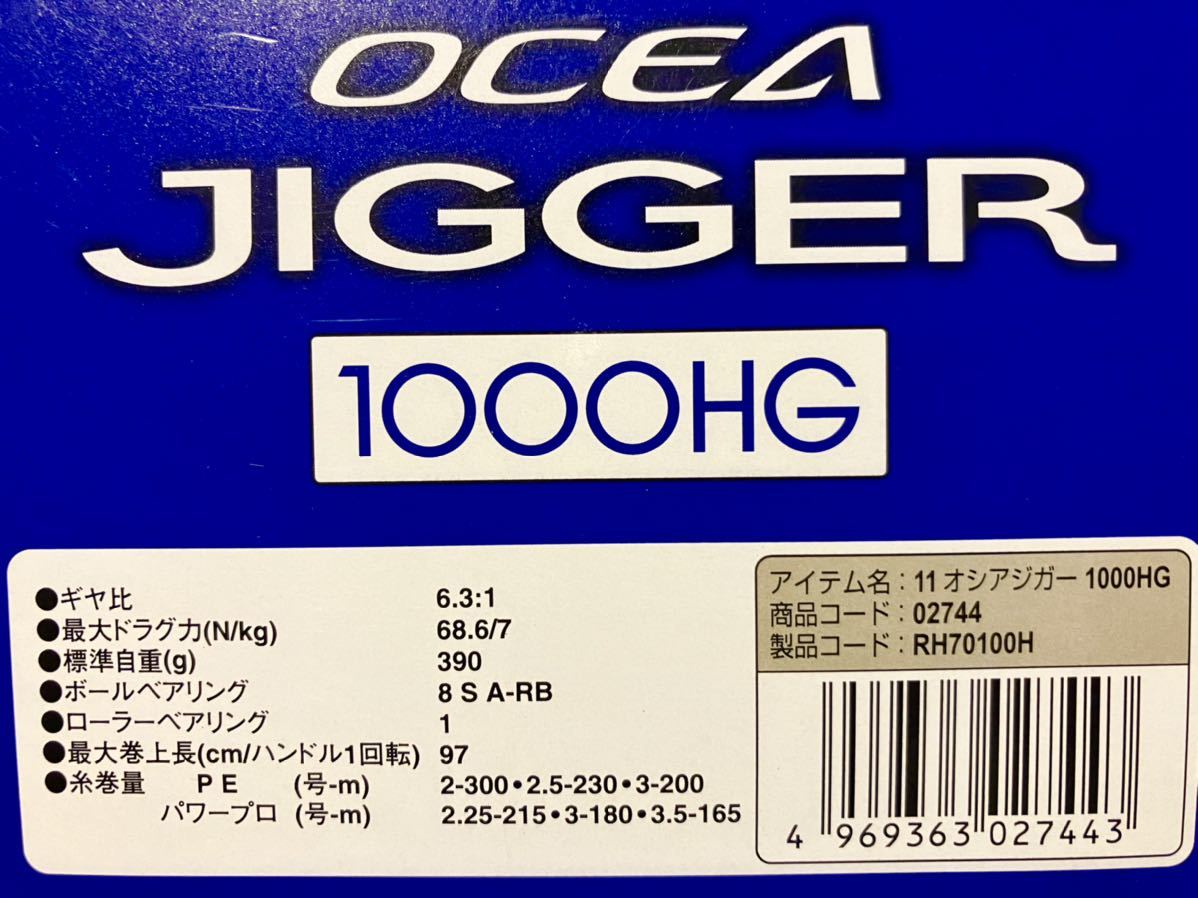 OCEA
JIGGER
1000HG
●ギヤ比 6.3:1
●最大ドラグ力(N/kg) 68.6/7
●標準自重(g) 390
●ボールベアリング 8 S A-RB
●ローラーベアリング 1
●最大巻上長(cm/ハンドル1回転) 97
●糸巻量 PE (号-m) 2-300•2.5-230•3-200
パワープロ (号-m) 2.25-215•3-180•3.5-165
アイテム名：11 オシアジガー 1000HG
商品コード：02744
製品コード：RH70100H
4 969363 027443